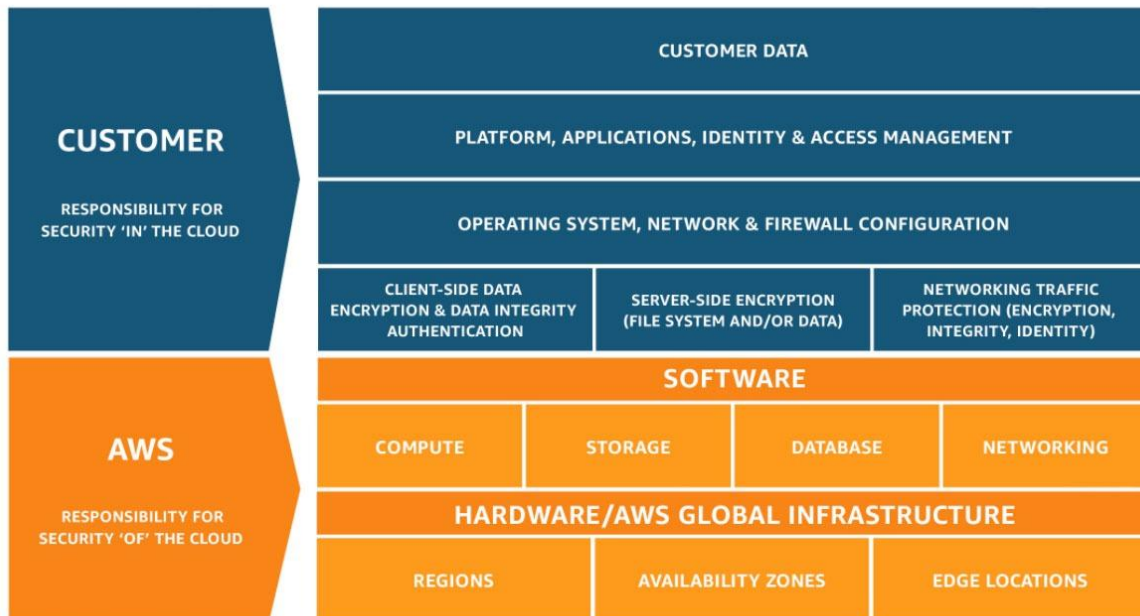 CUSTOMER
RESPONSIBILITY FOR
SECURITY ‘IN’ THE CLOUD
CUSTOMER DATA
PLATFORM, APPLICATIONS, IDENTITY & ACCESS MANAGEMENT
OPERATING SYSTEM, NETWORK & FIREWALL CONFIGURATION
CLIENT-SIDE DATA
ENCRYPTION & DATA INTEGRITY
AUTHENTICATION
SERVER-SIDE ENCRYPTION
(FILE SYSTEM AND/OR DATA)
NETWORKING TRAFFIC
PROTECTION (ENCRYPTION,
INTEGRITY, IDENTITY)
AWS
RESPONSIBILITY FOR
SECURITY ‘OF’ THE CLOUD
SOFTWARE
COMPUTE
STORAGE
DATABASE
NETWORKING
HARDWARE/AWS GLOBAL INFRASTRUCTURE
REGIONS
AVAILABILITY ZONES
EDGE LOCATIONS